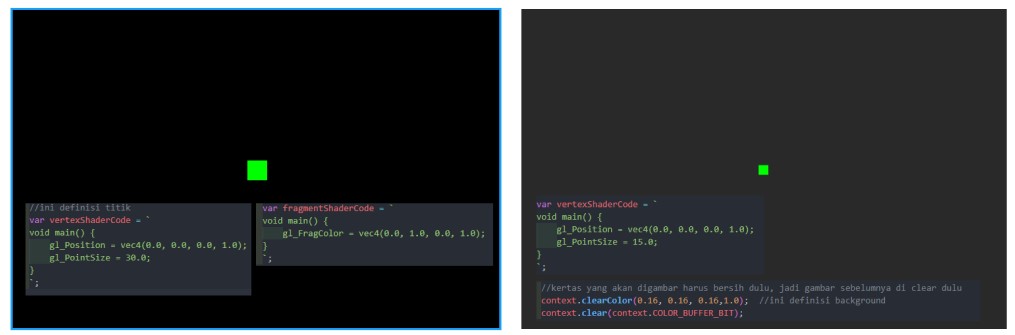 //ini definisi titik
var vertexShaderCode = `
void main() {
    gl_Position = vec4(0.0, 0.0, 0.0, 1.0);
    gl_PointSize = 30.0;
}
`;
var fragmentShaderCode = `
void main() {
    gl_FragColor = vec4(0.0, 1.0, 0.0, 1.0);
}
`;
var vertexShaderCode = `
void main() {
    gl_Position = vec4(0.0, 0.0, 0.0, 1.0);
    gl_PointSize = 15.0;
}
`;
//kertas yang akan digambar harus bersih dulu, jadi gambar sebelumnya di clear dulu
context.clearColor(0.16, 0.16, 0.16,1.0);  //ini definisi background
context.clear(context.COLOR_BUFFER_BIT);